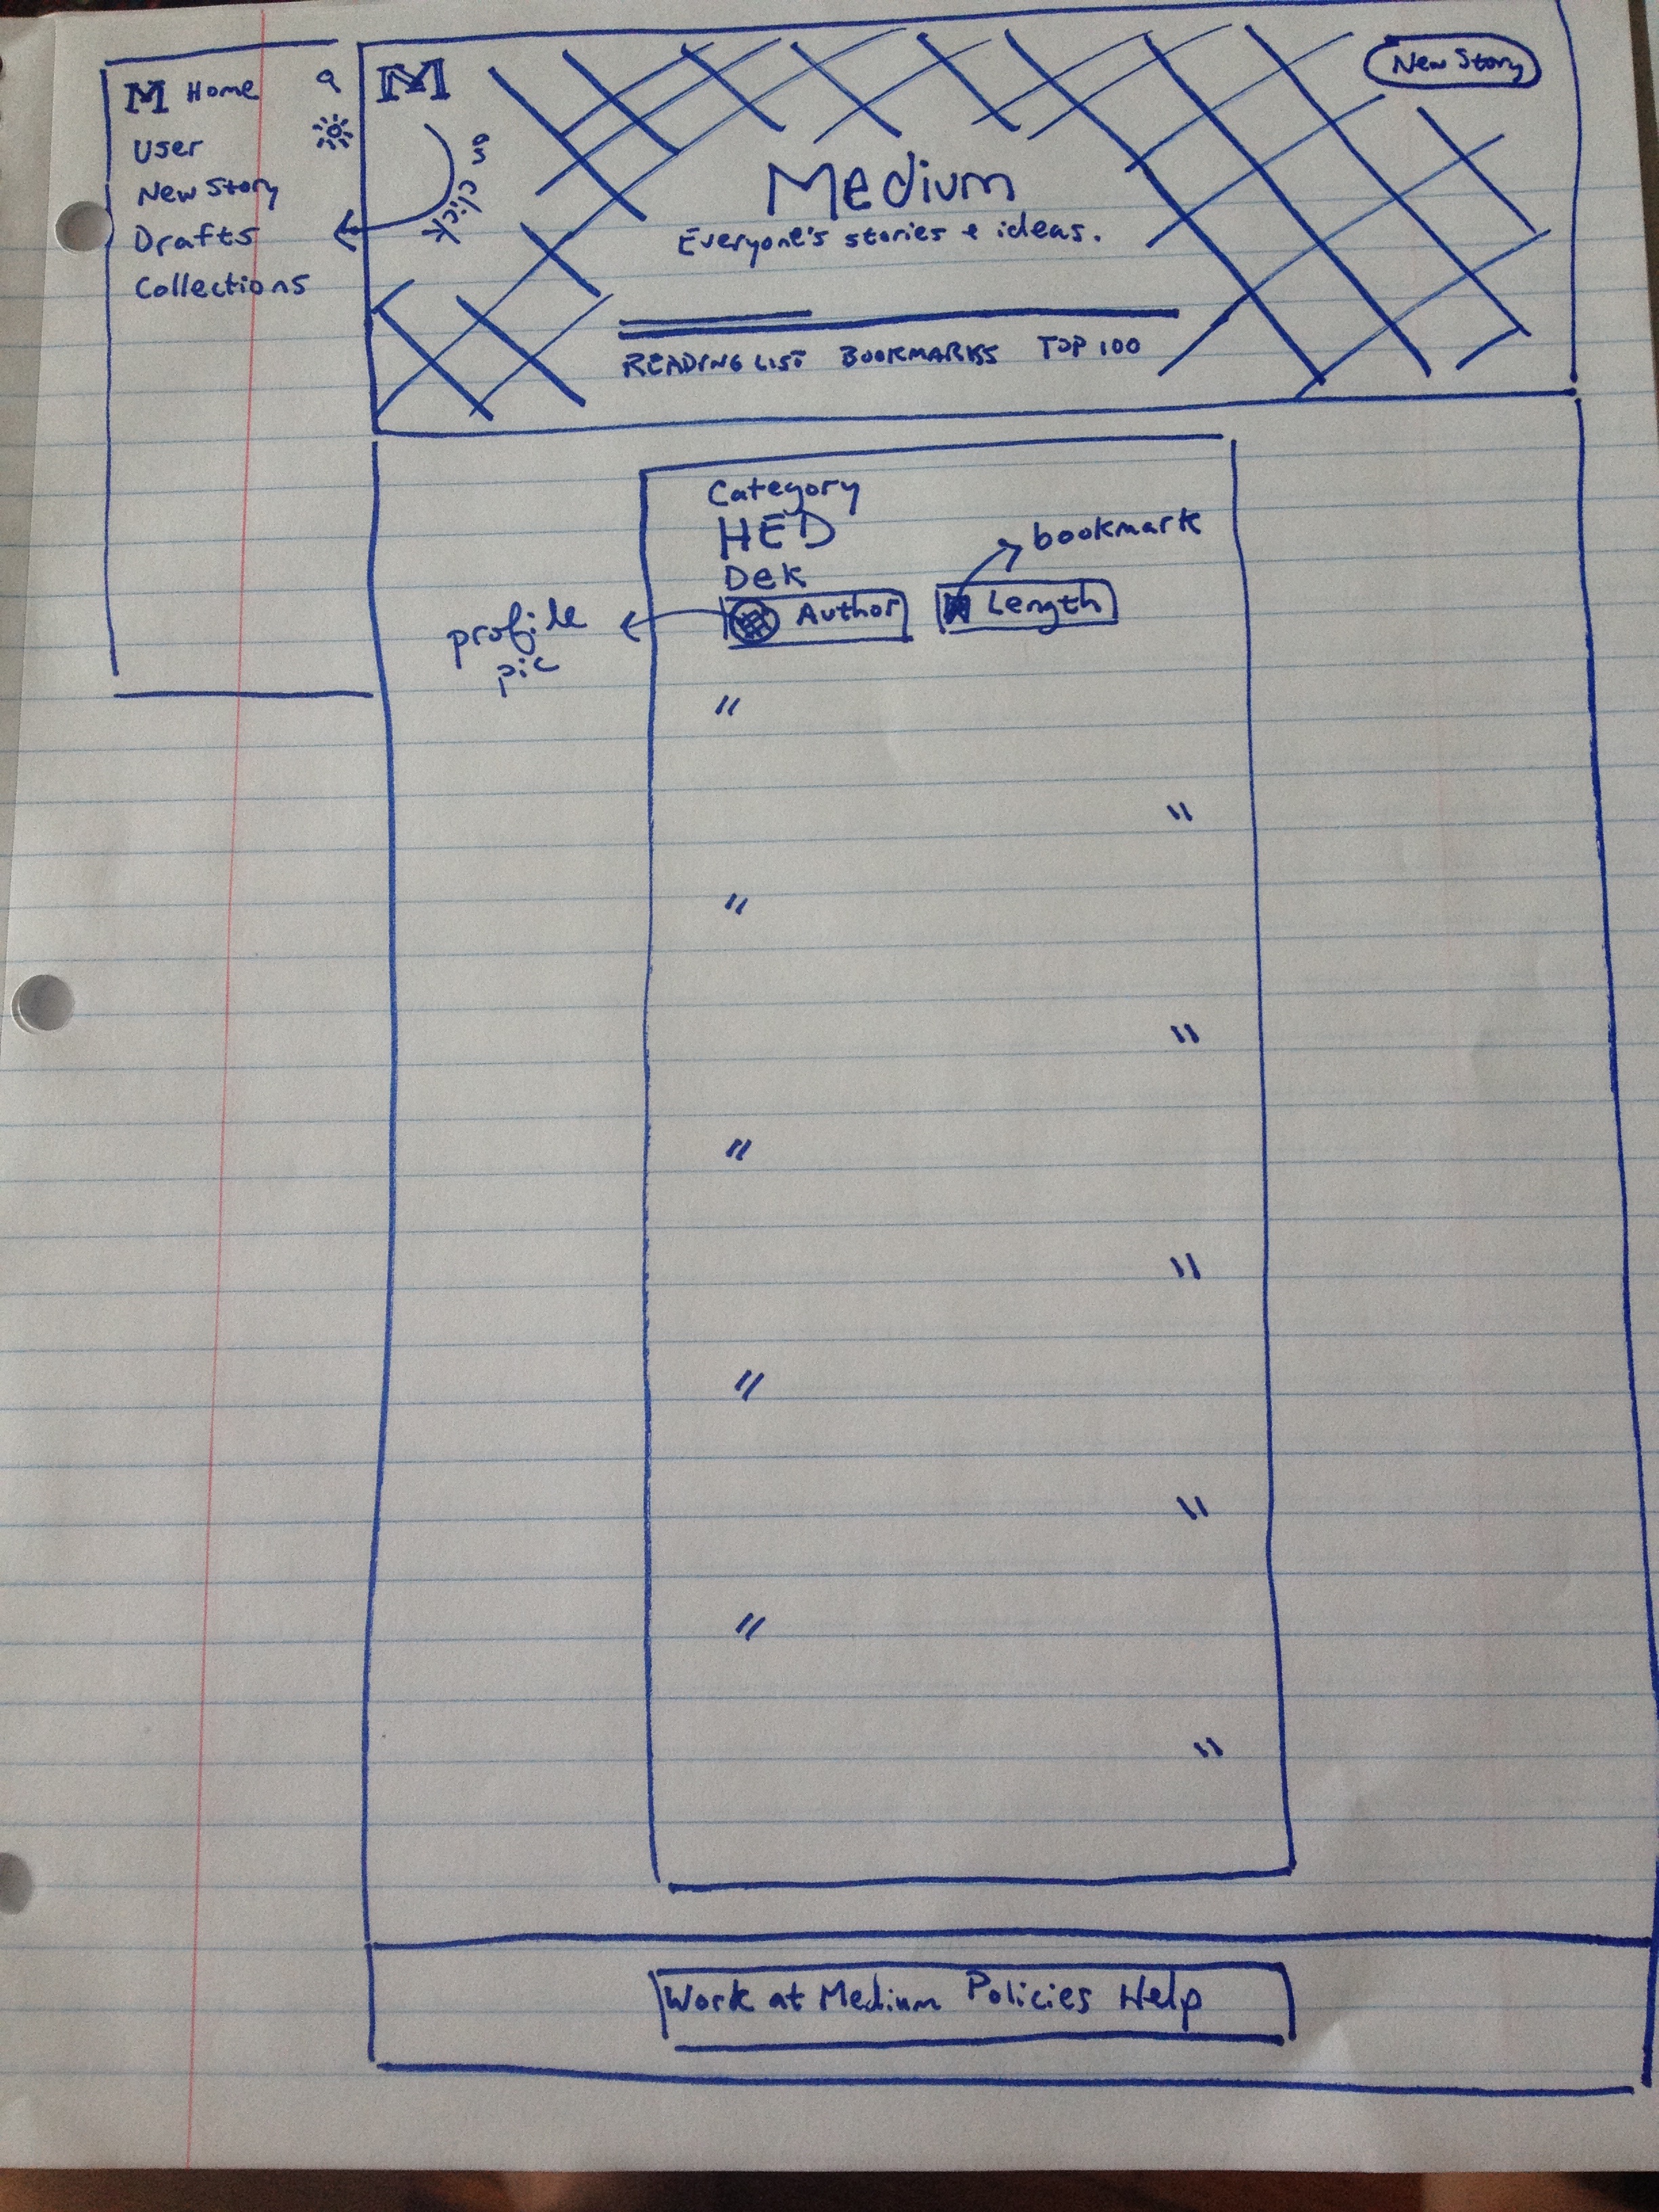 M Home
User
New Story
Drafts
Collections
M
on click
New Story
Medium
Everyone's stories + ideas.
READING LIST BOOKMARKS TOP 100
Category
HED
Dek
Author
Length
bookmark
profile
pic
"
"
"
"
"
"
"
"
"
"
Work at Medium Policies Help